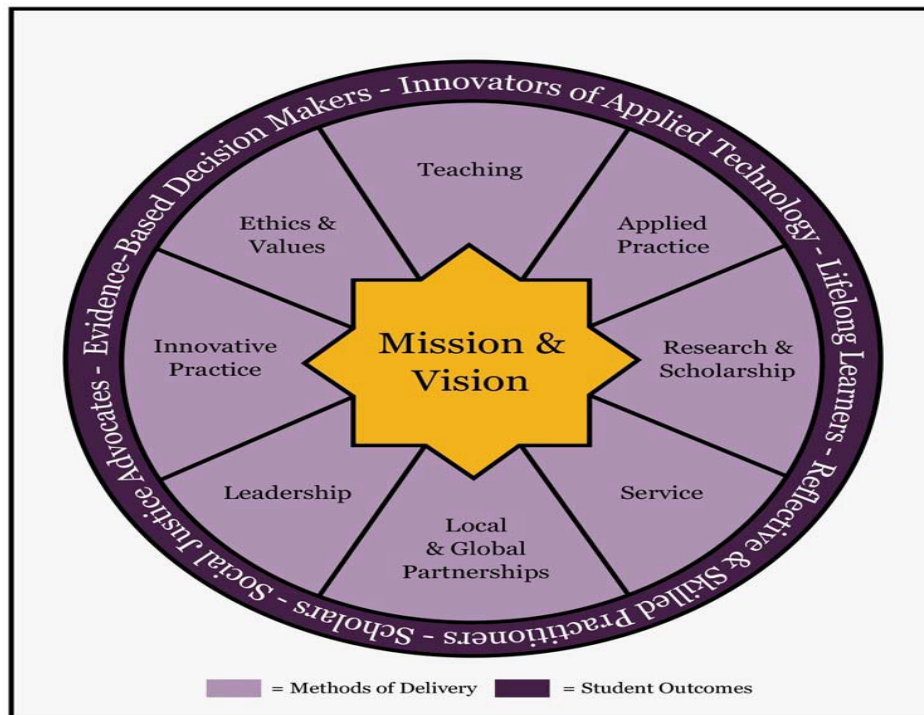 Evidence-Based Decision Makers - Innovators of Applied Technology - Lifelong Learners - Reflective & Skilled Practitioners - Scholars - Social Justice Advocates -
Teaching
Applied
Practice
Research &
Scholarship
Service
Local
& Global
Partnerships
Leadership
Innovative
Practice
Ethics &
Values
Mission &
Vision
= Methods of Delivery
= Student Outcomes